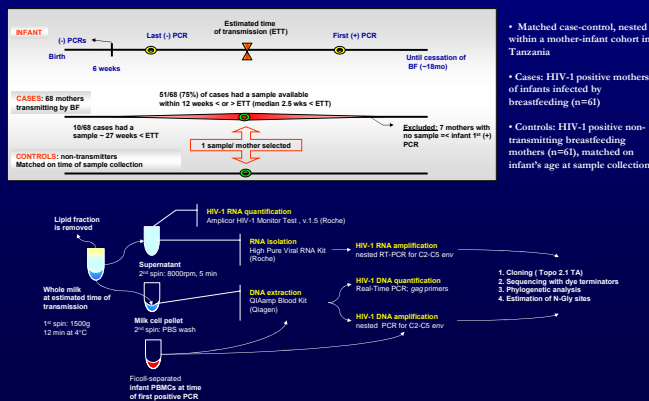 INFANT
(-) PCRs
Birth
6 weeks
Last (-) PCR
Estimated time
of transmission (ETT)
First (+) PCR
Until cessation of
BF (~18mo)
51/68 (75%) of cases had a sample available
within 12 weeks < or > ETT (median 2.5 wks < ETT)
CASES: 68 mothers
transmitting by BF
10/68 cases had a
sample ~ 27 weeks < ETT
1 sample/ mother selected
Excluded: 7 mothers with
no sample =< infant 1st (+)
PCR
CONTROLS: non-transmitters
Matched on time of sample collection
• Matched case-control, nested
within a mother-infant cohort in
Tanzania
• Cases: HIV-1 positive mothers
of infants infected by
breastfeeding (n=61)
• Controls: HIV-1 positive non-
transmitting breastfeeding
mothers (n=61), matched on
infant's age at sample collection
Lipid fraction
is removed
Whole milk
at estimated time of
transmission
1st spin: 1500g
12 min at 4°C
Supernatant
2nd spin: 8000rpm, 5 min
Milk cell pellet
2nd spin: PBS wash
Ficoll-separated
infant PBMCs at time
of first positive PCR
HIV-1 RNA quantification
Amplicor HIV-1 Monitor Test , v.1.5 (Roche)
RNA isolation
High Pure Viral RNA Kit
(Roche)
DNA extraction
QIAamp Blood Kit
(Qiagen)
HIV-1 RNA amplification
nested RT-PCR for C2-C5 env
HIV-1 DNA quantification
Real-Time PCR; gag primers
HIV-1 DNA amplification
nested PCR for C2-C5 env
1. Cloning ( Topo 2.1 TA)
2. Sequencing with dye terminators
3. Phylogenetic analysis
4. Estimation of N-Gly sites